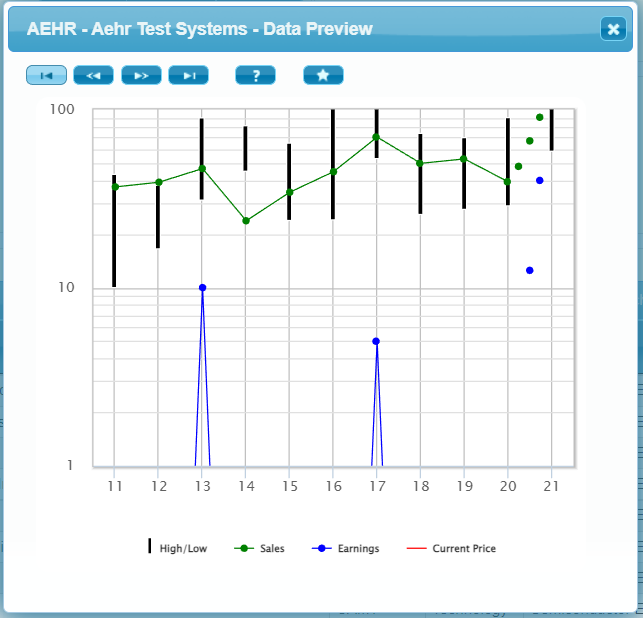 AEHR - Aehr Test Systems - Data Preview
?
100
10
1
11 12 13 14 15 16 17 18 19 20 21
High/Low Sales Earnings Current Price